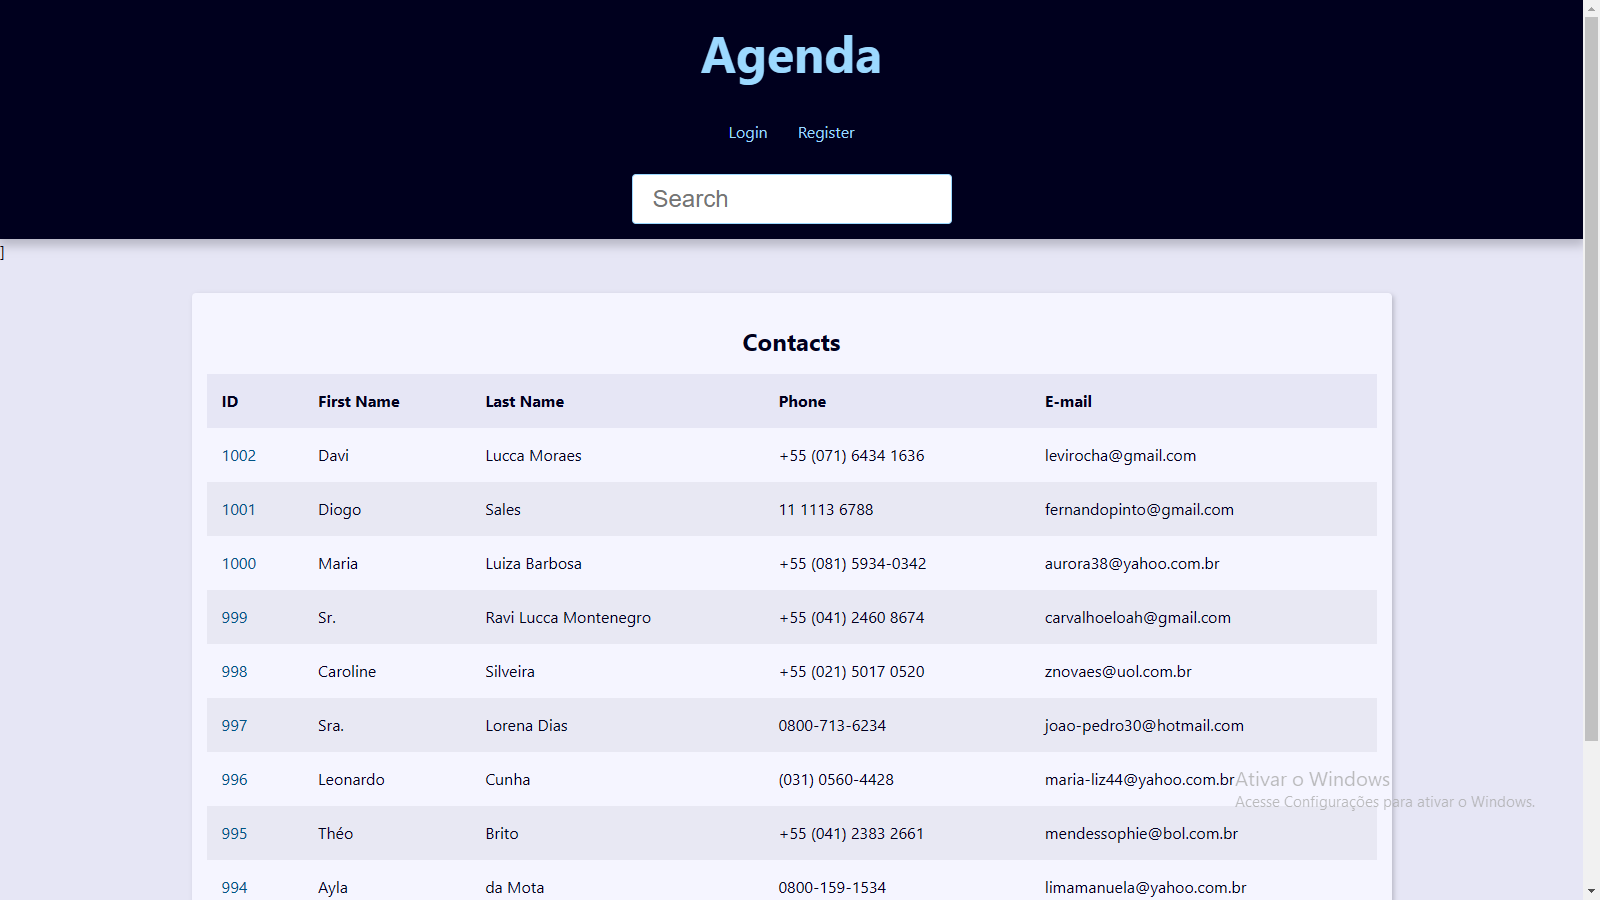 Agenda
Login Register
Search
]
Contacts
ID First Name Last Name Phone E-mail
1002 Davi Lucca Moraes +55 (071) 6434 1636 levirocha@gmail.com
1001 Diogo Sales 11 1113 6788 fernandopinto@gmail.com
1000 Maria Luiza Barbosa +55 (081) 5934-0342 aurora38@yahoo.com.br
999 Sr. Ravi Lucca Montenegro +55 (041) 2460 8674 carvalhoeloah@gmail.com
998 Caroline Silveira +55 (021) 5017 0520 znovaes@uol.com.br
997 Sra. Lorena Dias 0800-713-6234 joao-pedro30@hotmail.com
996 Leonardo Cunha (031) 0560-4428 maria-liz44@yahoo.com.br
Ativar o Windows
Acesse Configurações para ativar o Windows.
995 Théo Brito +55 (041) 2383 2661 mendessophie@bol.com.br
994 Ayla da Mota 0800-159-1534 limamanuela@yahoo.com.br